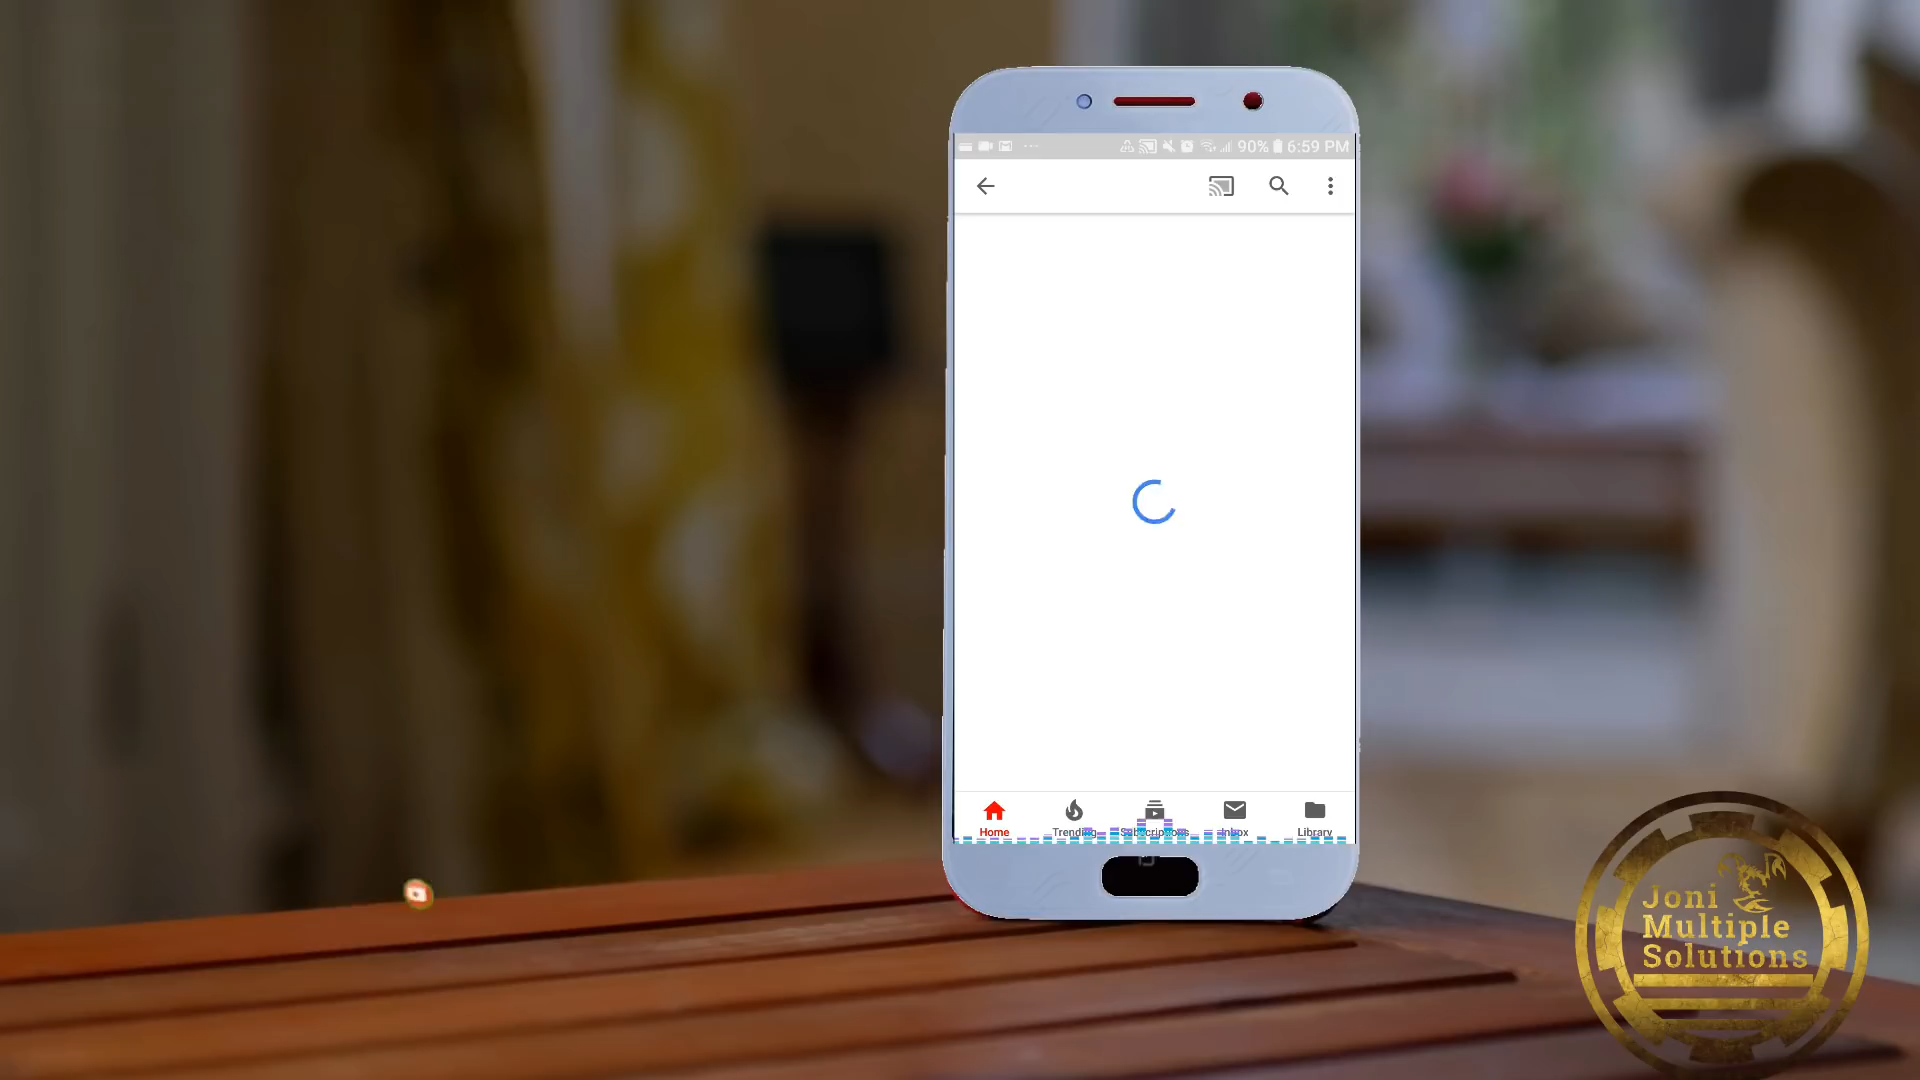 90% 6:59 PM
Home Trending Subscriptions Inbox Library
Joni
Multiple
Solutions